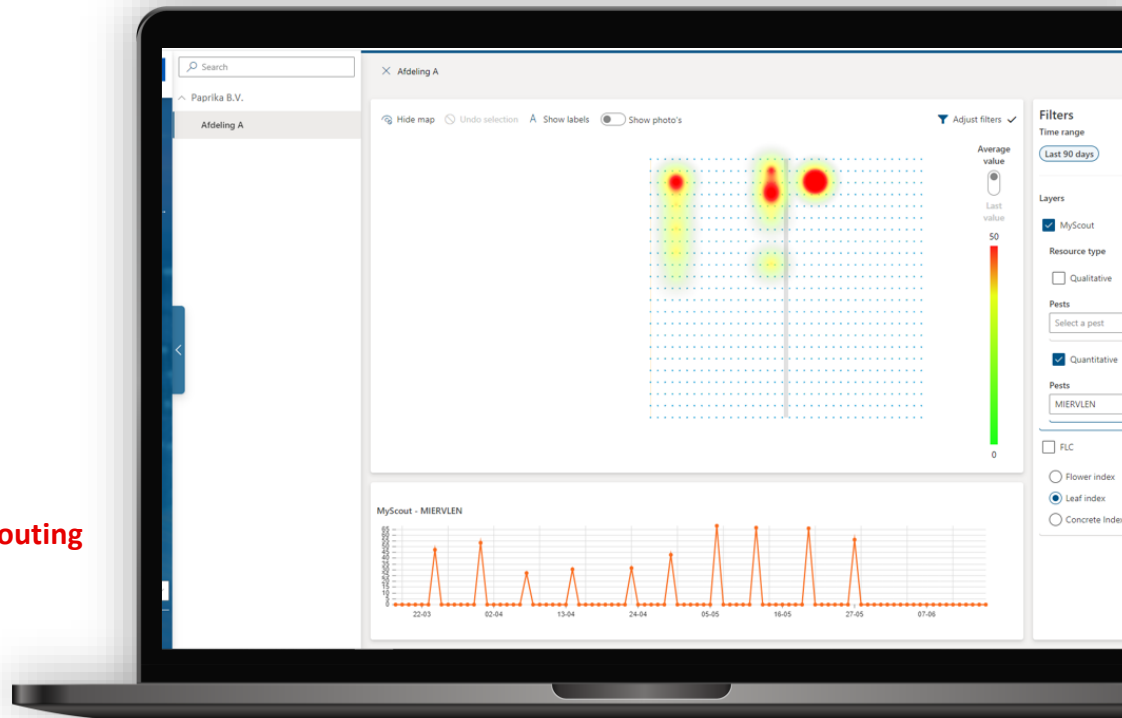 outing
Search
Paprika B.V.
Afdeling A
Afdeling A
Hide map Undo selection A Show labels Show photo's Adjust filters
Average
value
Last
value
50
0
Filters
Time range
Last 90 days
Layers
MyScout
Resource type
Qualitative
Pests
Select a pest
Quantitative
Pests
MIERVLEN
FLC
Flower index
Leaf index
Concrete Index
MyScout - MIERVLEN
22-03 02-04 13-04 24-04 05-05 16-05 27-05 07-06